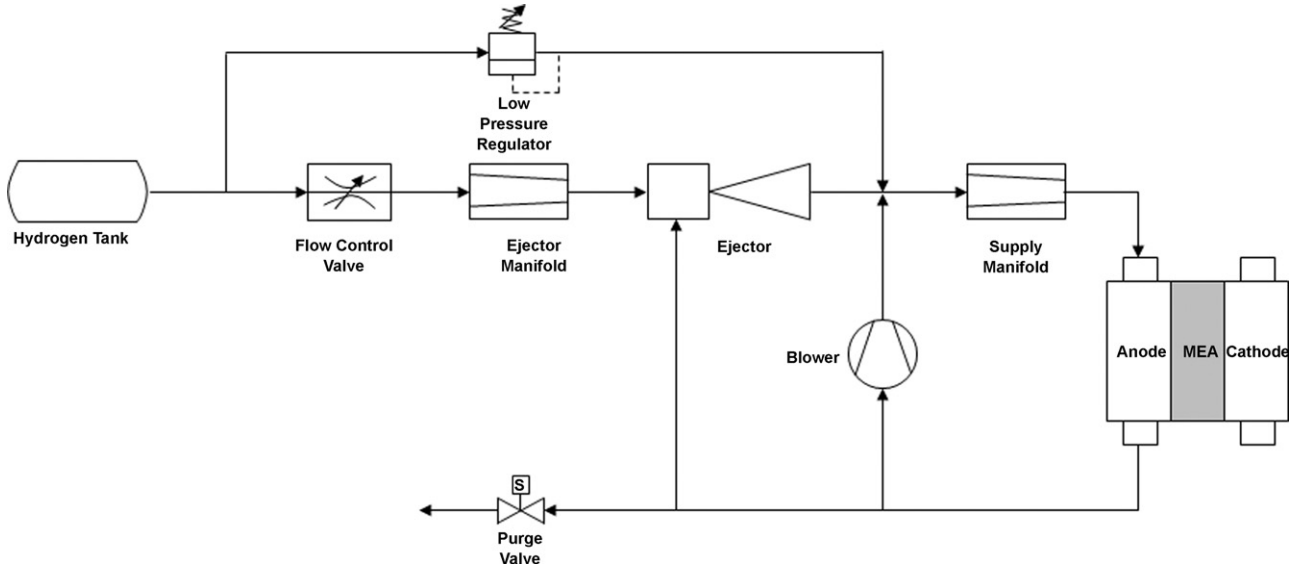 Low
Pressure
Regulator
Hydrogen Tank
Flow Control
Valve
Ejector
Manifold
Ejector
Supply
Manifold
Blower
Anode
MEA
Cathode
S
Purge
Valve